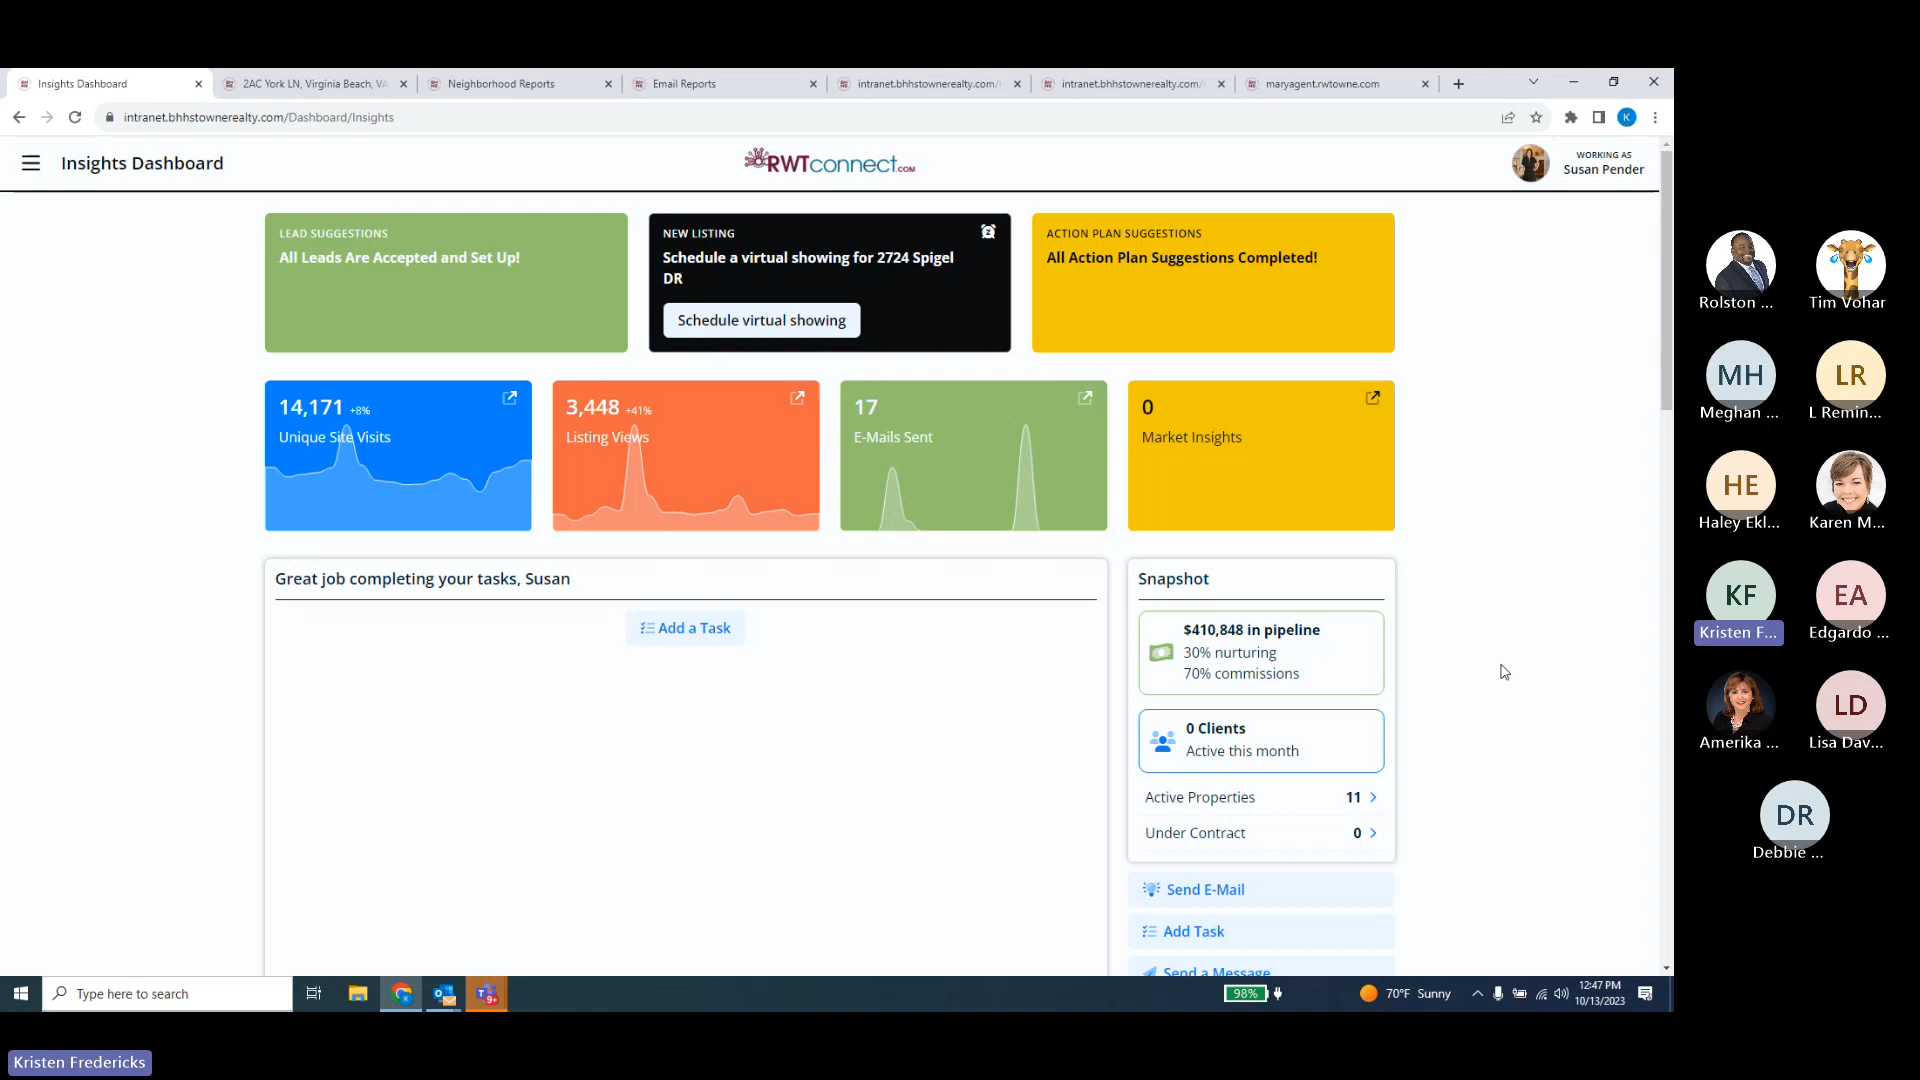 Insights Dashboard
2AC York LN, Virginia Beach, VA
Neighborhood Reports
Email Reports
intranet.bhhstownerealty.com/
intranet.bhhstownerealty.com/
maryagent.rwtowne.com
intranet.bhhstownerealty.com/Dashboard/Insights
K
Insights Dashboard
RWTconnect.com
WORKING AS
Susan Pender
LEAD SUGGESTIONS
All Leads Are Accepted and Set Up!
NEW LISTING
Schedule a virtual showing for 2724 Spigel
DR
Schedule virtual showing
ACTION PLAN SUGGESTIONS
All Action Plan Suggestions Completed!
14,171 +8%
Unique Site Visits
3,448 +41%
Listing Views
17
E-Mails Sent
0
Market Insights
Great job completing your tasks, Susan
Add a Task
Snapshot
$410,848 in pipeline
30% nurturing
70% commissions
0 Clients
Active this month
Active Properties 11
Under Contract 0
Send E-Mail
Add Task
Send a Message
Type here to search
9+
98%
70°F Sunny
12:47 PM
10/13/2023
Rolston ...
Tim Vohar
MH
Meghan ...
LR
L Remin...
HE
Haley Ekl...
Karen M...
KF
Kristen F...
EA
Edgardo ...
Amerika ...
LD
Lisa Dav...
DR
Debbie ...
Kristen Fredericks